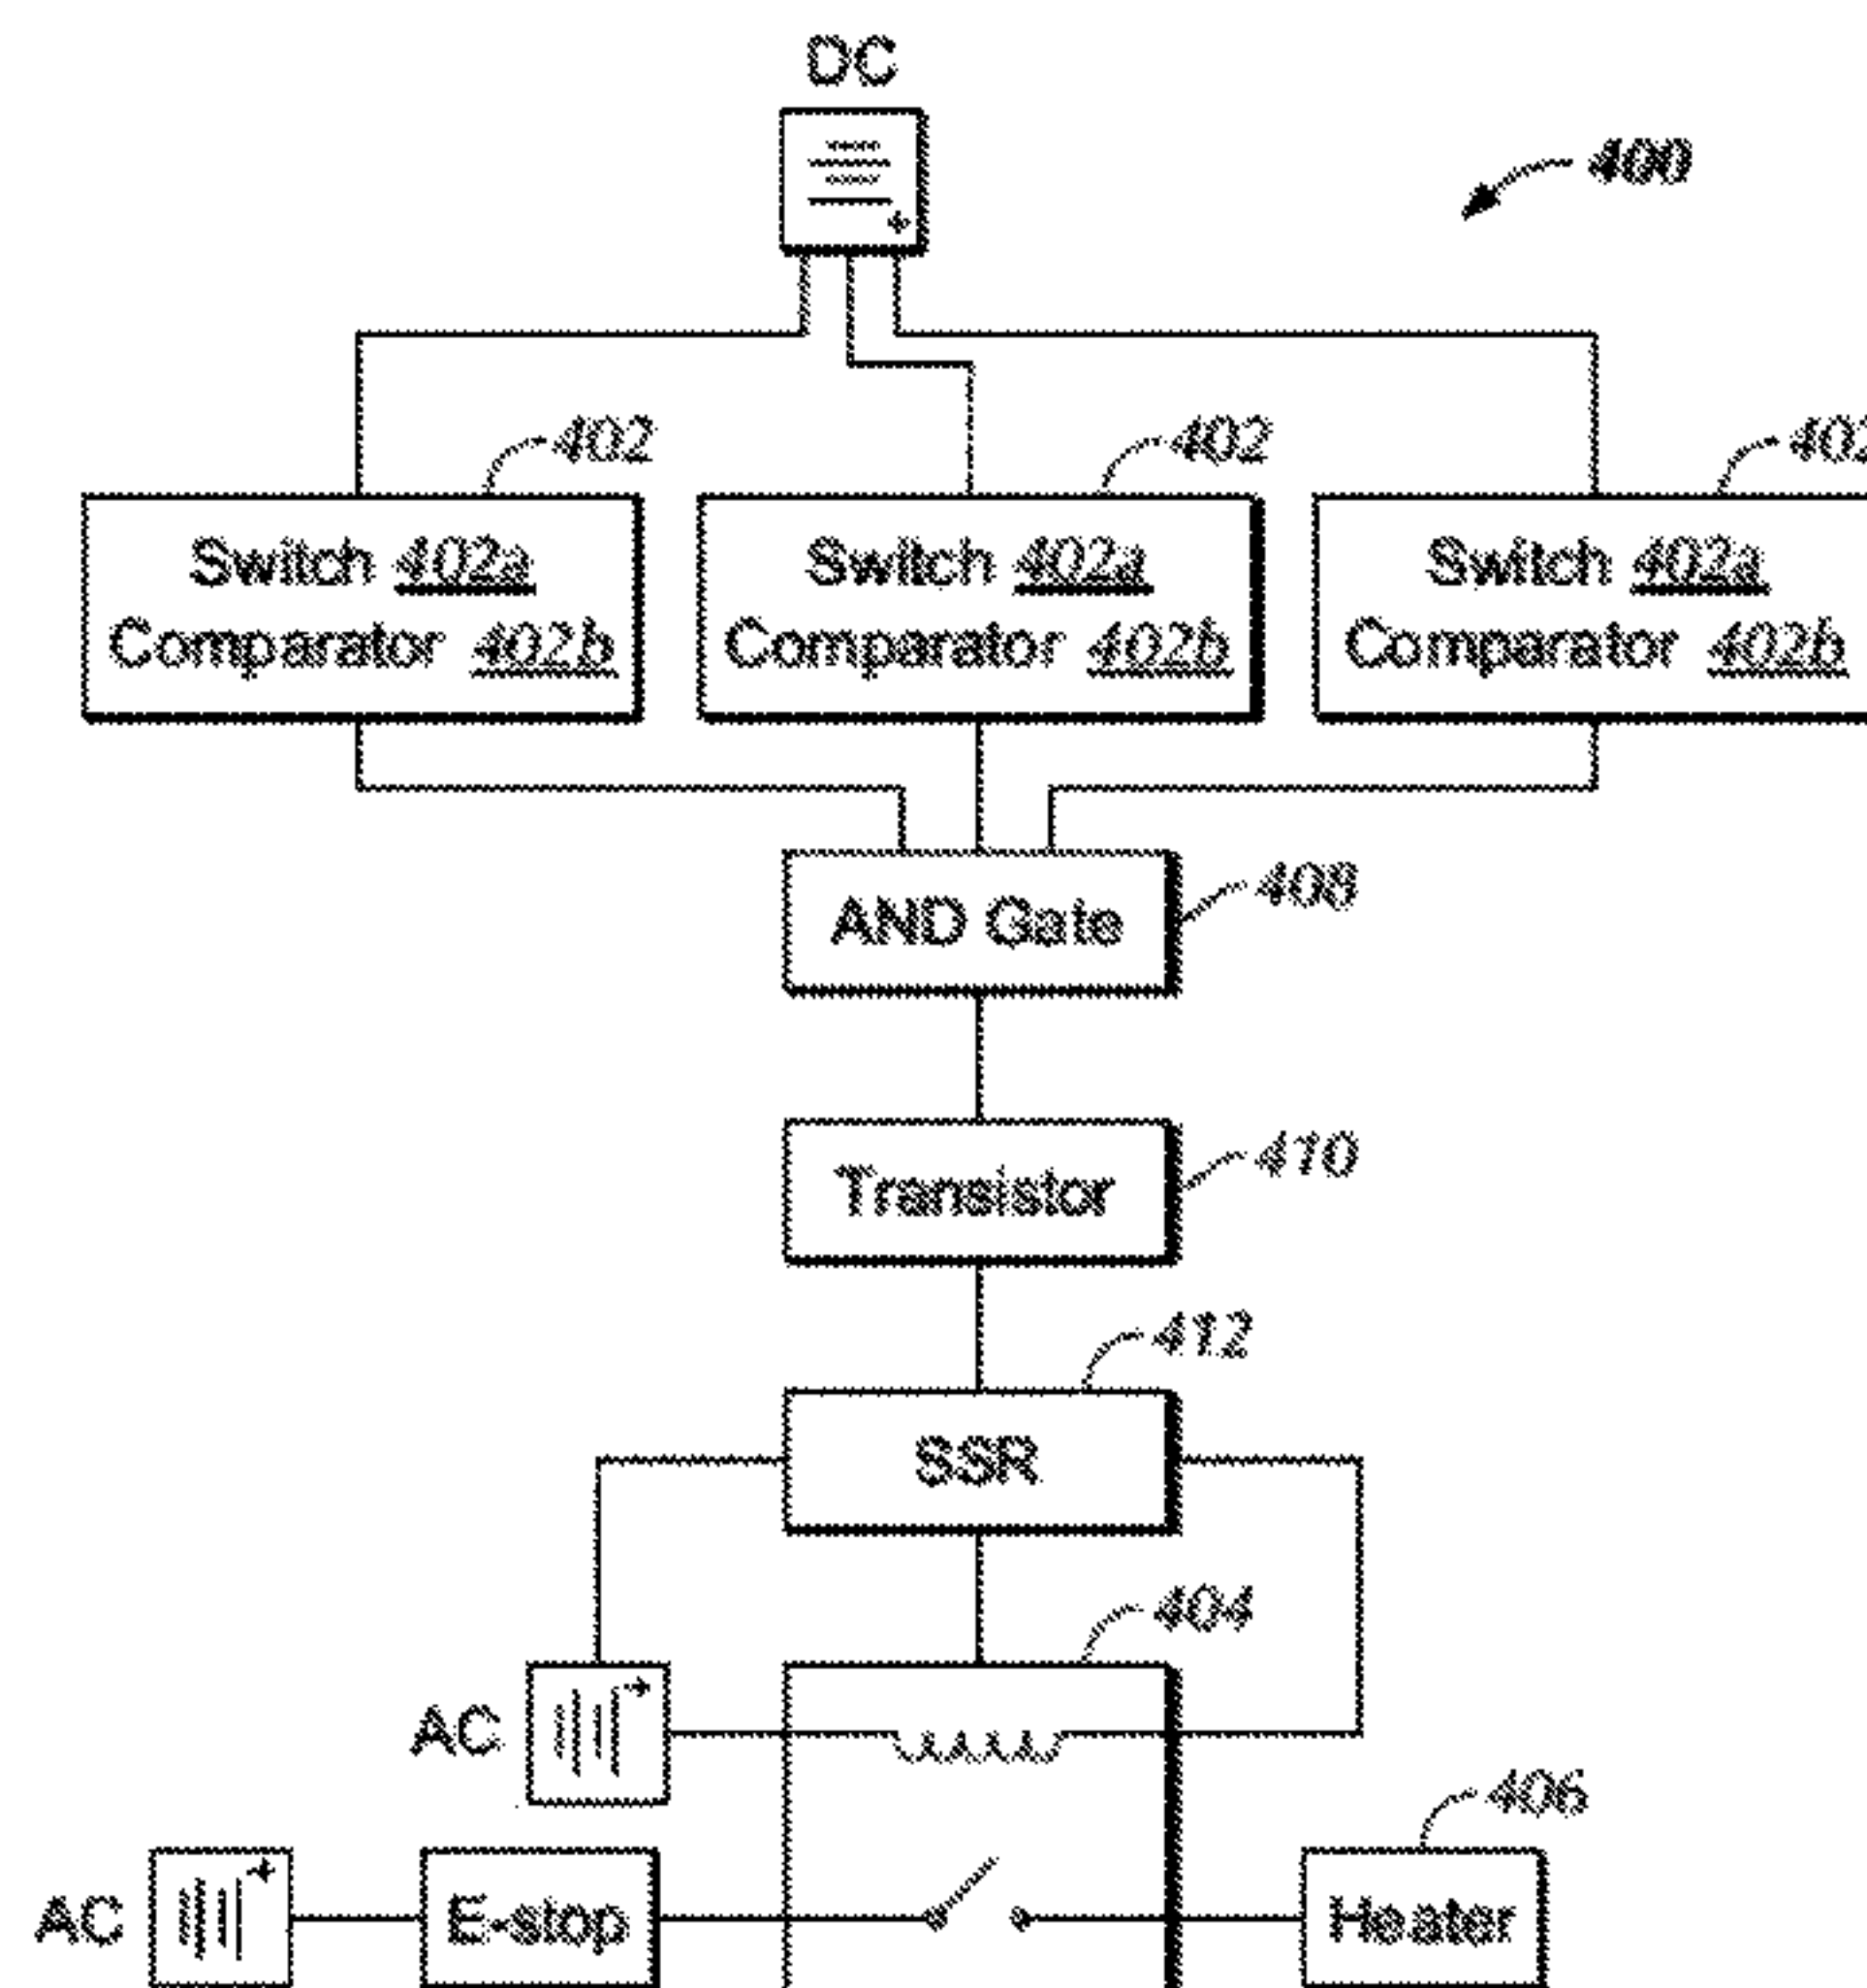 DC
400
402
402
402
Switch 402a
Comparator 402b
Switch 402a
Comparator 402b
Switch 402a
Comparator 402b
AND Gate
408
Transistor
410
412
SSR
404
AC
406
AC
E-stop
Heater